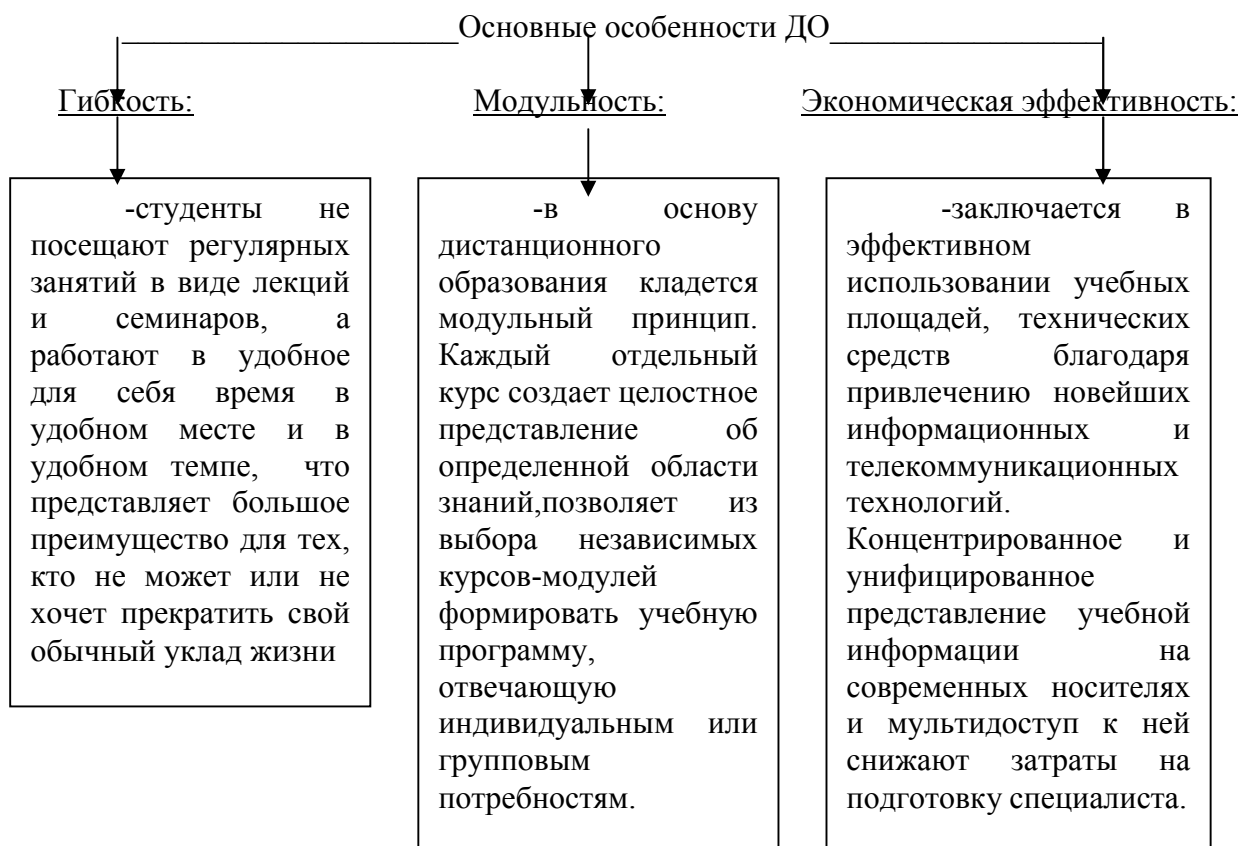 Основные особенности ДО
Гибкость:
Модульность:
Экономическая эффективность:
-студенты не
посещают регулярных
занятий в виде лекций
и семинаров, а
работают в удобное
для себя время в
удобном месте и в
удобном темпе, что
представляет большое
преимущество для тех,
кто не может или не
хочет прекратить свой
обычный уклад жизни
-в основу
дистанционного
образования кладется
модульный принцип.
Каждый отдельный
курс создает целостное
представление об
определенной области
знаний,позволяет из
выбора независимых
курсов-модулей
формировать учебную
программу,
отвечающую
индивидуальным или
групповым
потребностям.
-заключается в
эффективном
использовании учебных
площадей, технических
средств благодаря
привлечению новейших
информационных и
телекоммуникационных
технологий.
Концентрированное и
унифицированное
представление учебной
информации на
современных носителях
и мультидоступ к ней
снижают затраты на
подготовку специалиста.